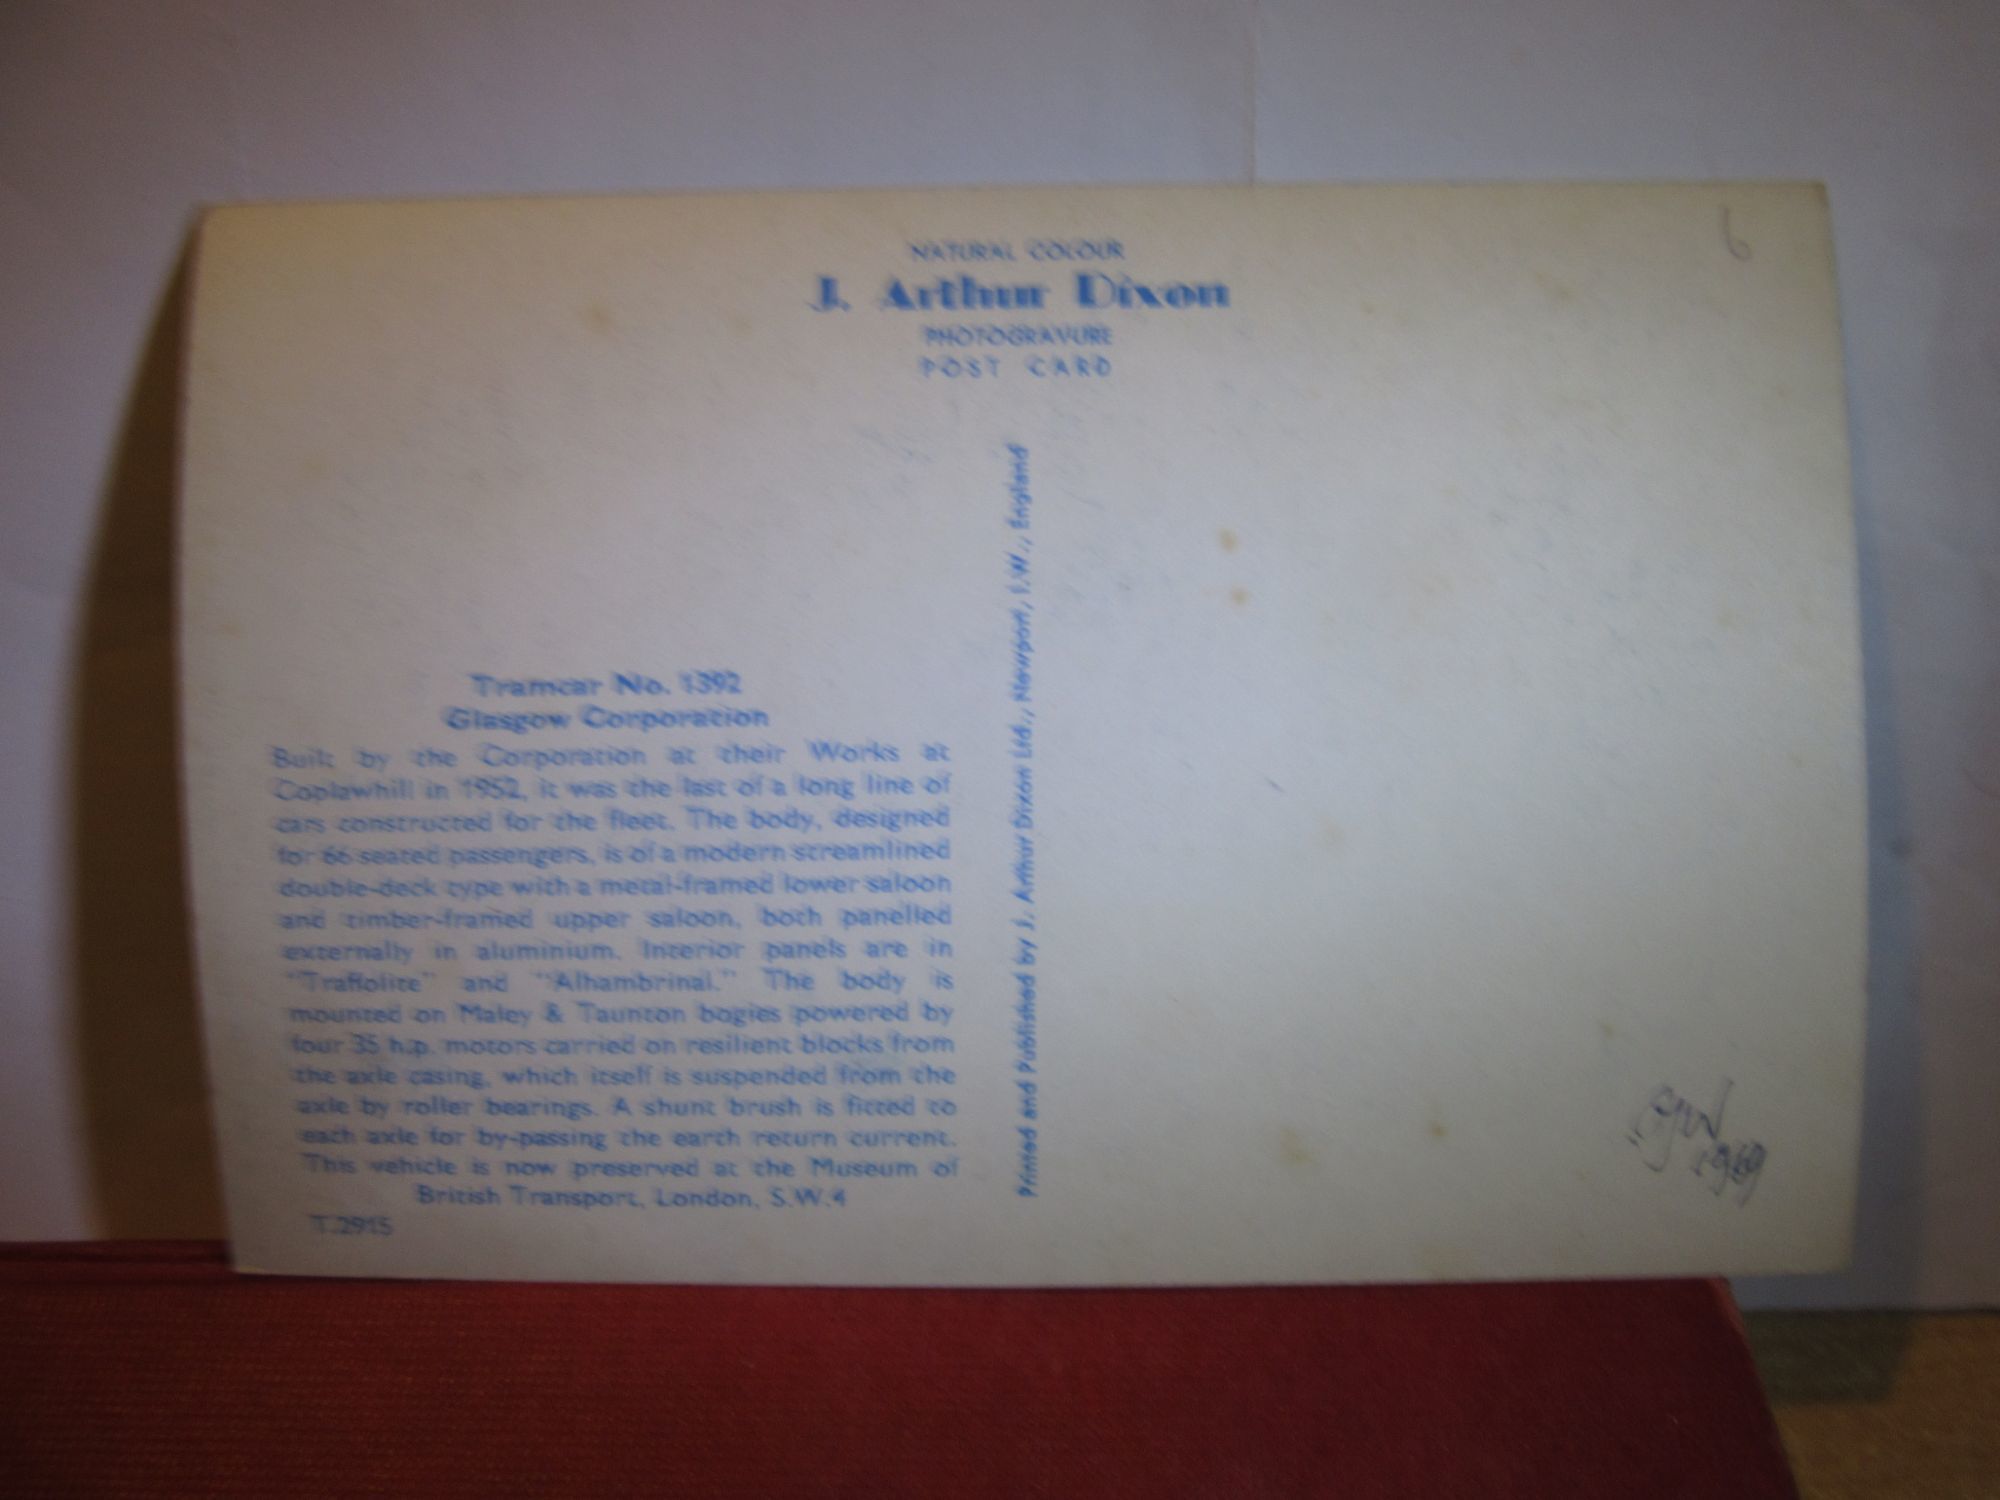 6
NATURAL COLOUR
J. Arthur Dixon
PHOTOGRAVURE
POST CARD
Tramcar No. 1392
Glasgow Corporation
Built by the Corporation at their Works at
Coplawhill in 1952, it was the last of a long line of
cars constructed for the fleet. The body, designed
for 66 seated passengers, is of a modern streamlined
double-deck type with a metal-framed lower saloon
and timber-framed upper saloon, both panelled
externally in aluminium. Interior panels are in
"Traffolite" and "Alhambrinal." The body is
mounted on Maley & Taunton bogies powered by
four 35 h.p. motors carried on resilient blocks from
the axle casing, which itself is suspended from the
axle by roller bearings. A shunt brush is fitted to
each axle for by-passing the earth return current.
This vehicle is now preserved at the Museum of
British Transport, London, S.W.4
T.2915
Printed and Published by J. Arthur Dixon Ltd., Newport, I.W., England
1969